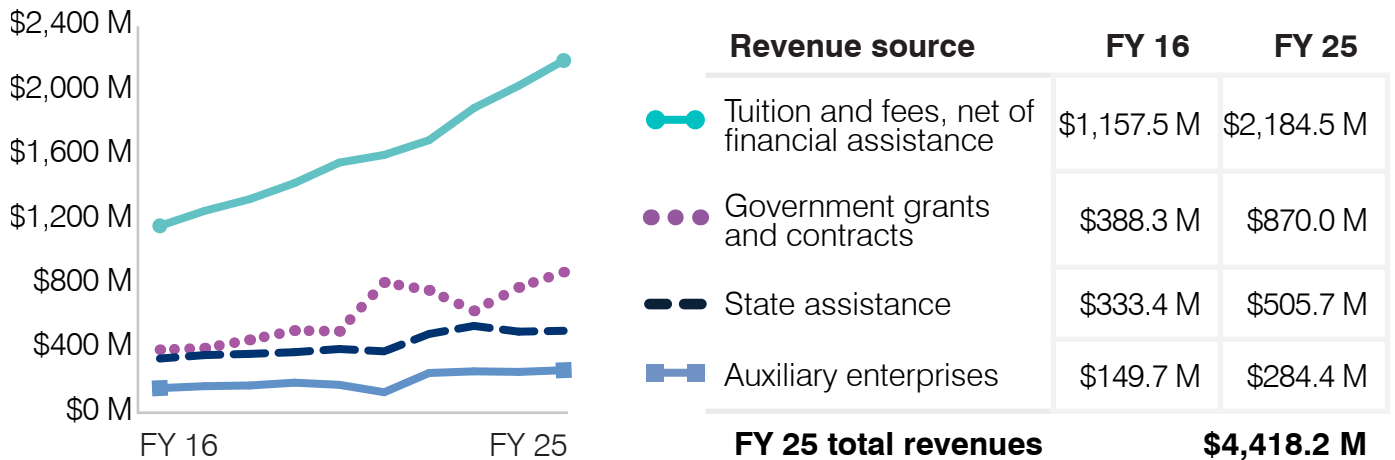 $2,400 M
$2,000 M
$1,600 M
$1,200 M
$800 M
$400 M
$0 M
FY 16 FY 25
Revenue source FY 16 FY 25
Tuition and fees, net of
financial assistance $1,157.5 M $2,184.5 M
Government grants
and contracts $388.3 M $870.0 M
State assistance $333.4 M $505.7 M
Auxiliary enterprises $149.7 M $284.4 M
FY 25 total revenues $4,418.2 M